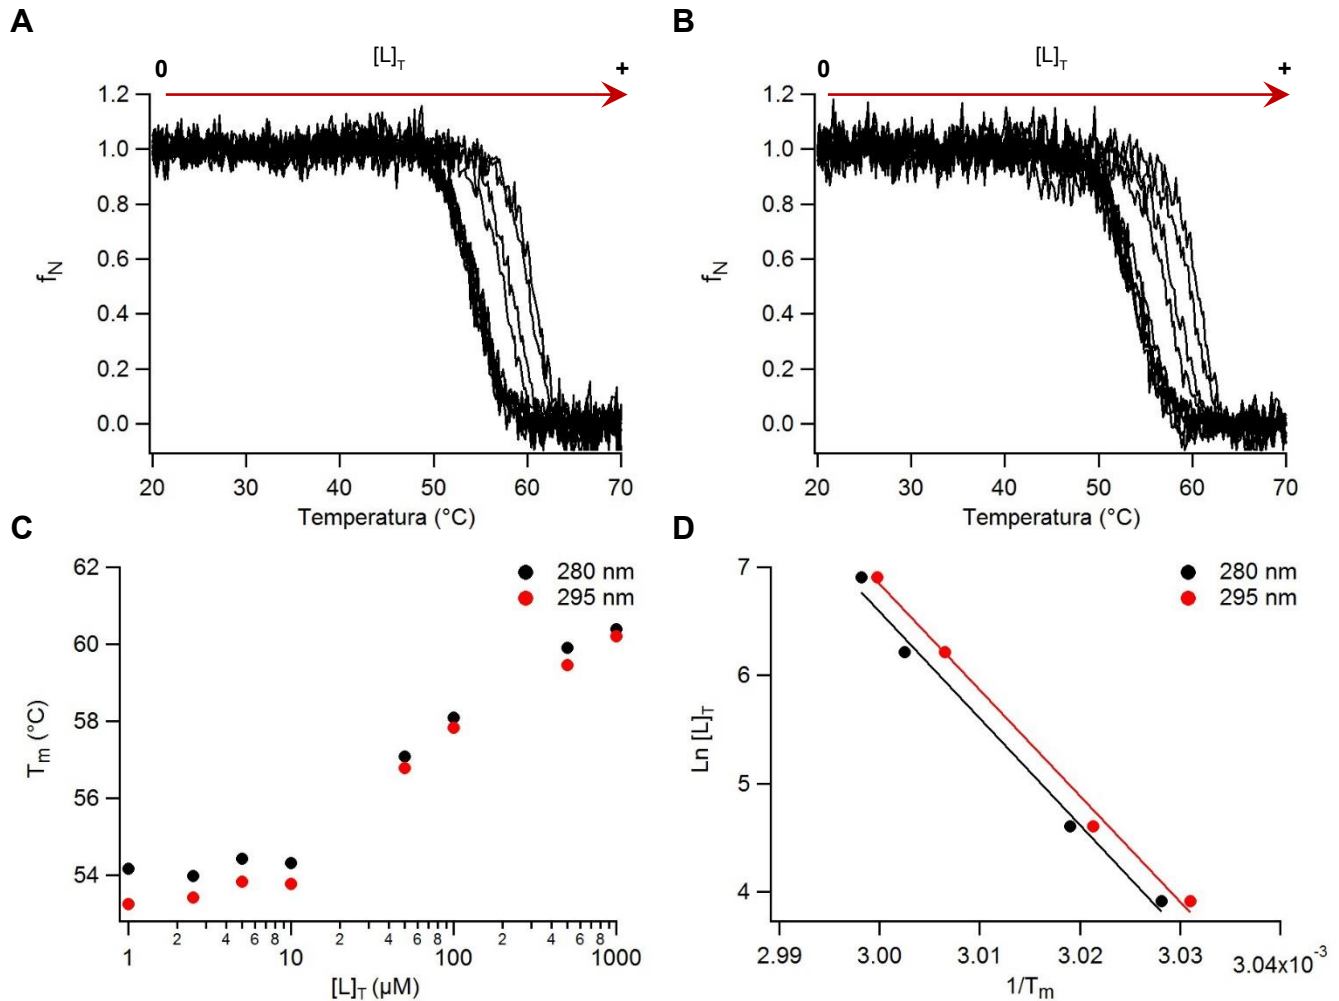 A
0 [L]T +
1.2
1.0
0.8
0.6
0.4
0.2
0.0
fN
20 30 40 50 60 70
Temperatura (°C)
B
0 [L]T +
1.2
1.0
0.8
0.6
0.4
0.2
0.0
fN
20 30 40 50 60 70
Temperatura (°C)
C
62
60
58
56
54
Tm (°C)
280 nm
295 nm
1 2 4 6 8 10 2 4 6 8 100 2 4 6 8 1000
[L]T (µM)
D
7
6
5
4
Ln [L]T
280 nm
295 nm
2.99 3.00 3.01 3.02 3.03 3.04x10-3
1/Tm